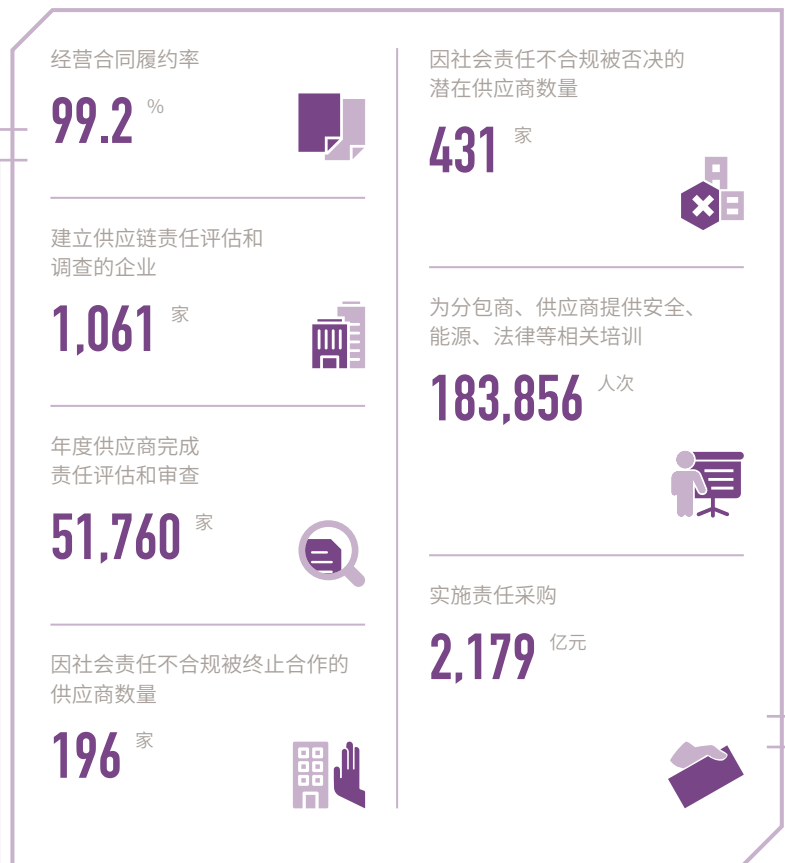 经营合同履约率
99.2 %
建立供应链责任评估和
调查的企业
1,061 家
年度供应商完成
责任评估和审查
51,760 家
因社会责任不合规被终止合作的
供应商数量
196 家
因社会责任不合规被否决的
潜在供应商数量
431 家
为分包商、供应商提供安全、
能源、法律等相关培训
183,856 人次
实施责任采购
2,179 亿元